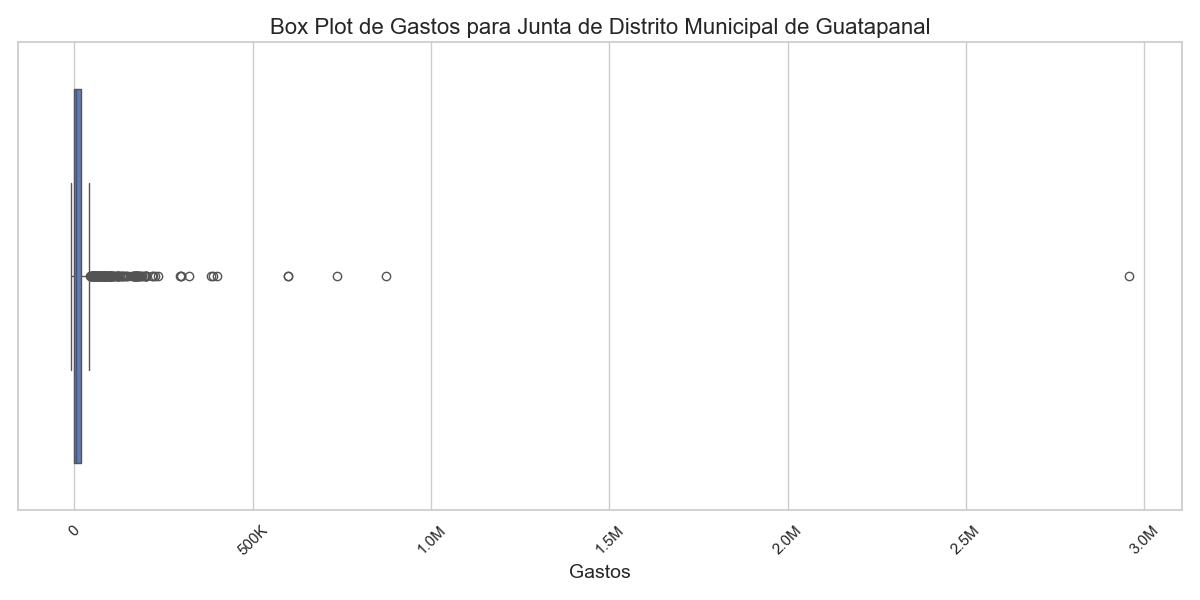 Box Plot de Gastos para Junta de Distrito Municipal de Guatapanal
0
500K
1.0M
1.5M
2.0M
2.5M
3.0M
Gastos